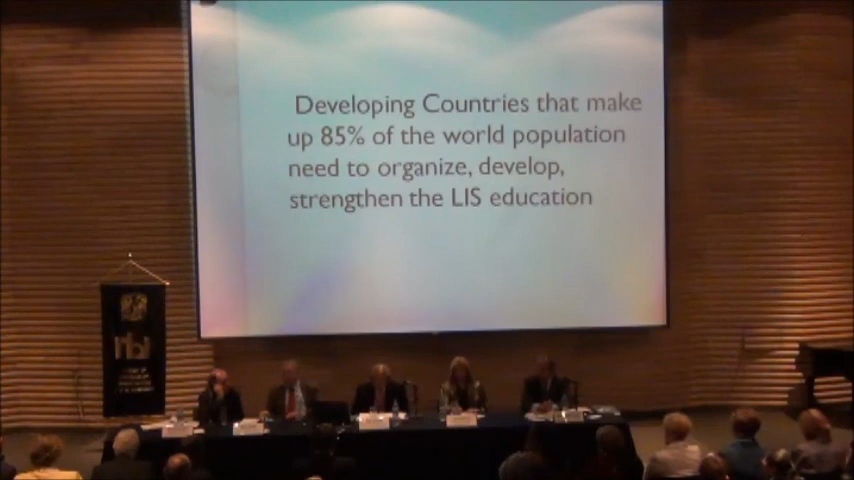 Developing Countries that make
up 85% of the world population
need to organize, develop,
strengthen the LIS education